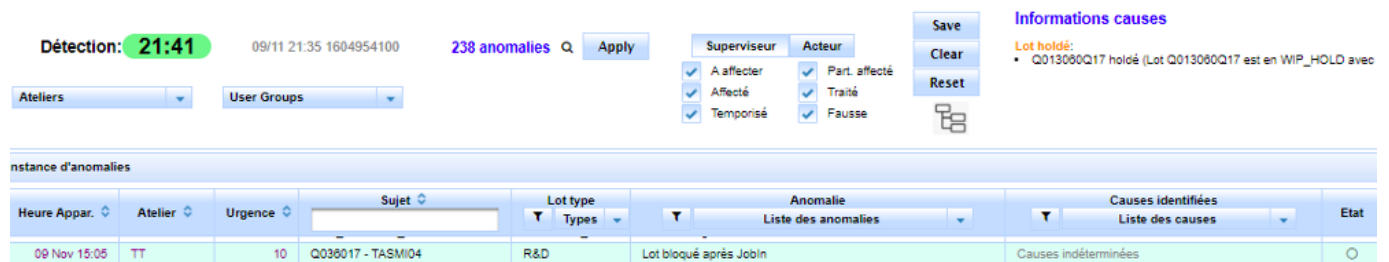 Détection: 21:41
09/11 21:35 1604954100
238 anomalies
Apply
Ateliers
User Groups
Superviseur Acteur
A affecter Part. affecté
Affecté Traité
Temporisé Fausse
Save
Clear
Reset
Informations causes
Lot holdé:
• Q013060Q17 holdé (Lot Q013060Q17 est en WIP_HOLD avec
nstance d'anomalies
Heure Appar. Atelier Urgence Sujet Lot type Types Anomalie Liste des anomalies Causes identifiées Liste des causes Etat
09 Nov 15:05 TT 10 Q036017 - TASMI04 R&D Lot bloqué après JobIn Causes indéterminées